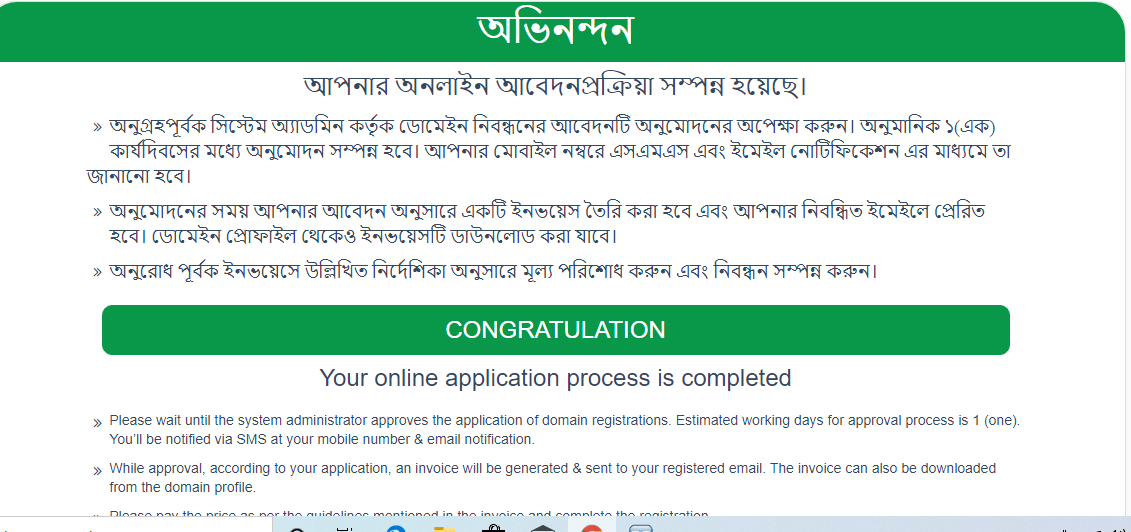 অভিনন্দন
আপনার অনলাইন আবেদনপ্রক্রিয়া সম্পন্ন হয়েছে।
» অনুগ্রহপূর্বক সিস্টেম অ্যাডমিন কর্তৃক ডোমেইন নিবন্ধনের আবেদনটি অনুমোদনের অপেক্ষা করুন। অনুমানিক ১(এক)
কার্যদিবসের মধ্যে অনুমোদন সম্পন্ন হবে। আপনার মোবাইল নম্বরে এসএমএস এবং ইমেইল নোটিফিকেশন এর মাধ্যমে তা
জানানো হবে।
» অনুমোদনের সময় আপনার আবেদন অনুসারে একটি ইনভয়েস তৈরি করা হবে এবং আপনার নিবন্ধিত ইমেইলে প্রেরিত
হবে। ডোমেইন প্রোফাইল থেকেও ইনভয়েসটি ডাউনলোড করা যাবে।
» অনুরোধ পূর্বক ইনভয়েসে উল্লিখিত নির্দেশিকা অনুসারে মূল্য পরিশোধ করুন এবং নিবন্ধন সম্পন্ন করুন।
CONGRATULATION
Your online application process is completed
» Please wait until the system administrator approves the application of domain registrations. Estimated working days for approval process is 1 (one).
You'll be notified via SMS at your mobile number & email notification.
» While approval, according to your application, an invoice will be generated & sent to your registered email. The invoice can also be downloaded
from the domain profile.
» Please pay the price as per the guidelines mentioned in the invoice and complete the registration